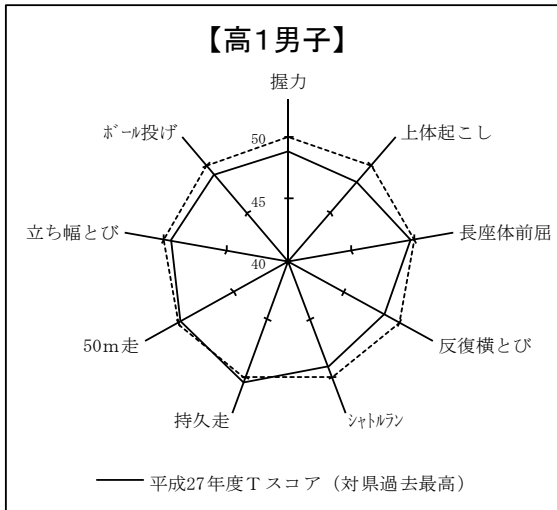 【高1男子】
握力
ﾎﾞｰﾙ投げ
上体起こし
50
45
立ち幅とび
長座体前屈
40
50m走
反復横とび
持久走
ｼｬﾄﾙﾗﾝ
平成27年度Tスコア（対県過去最高）